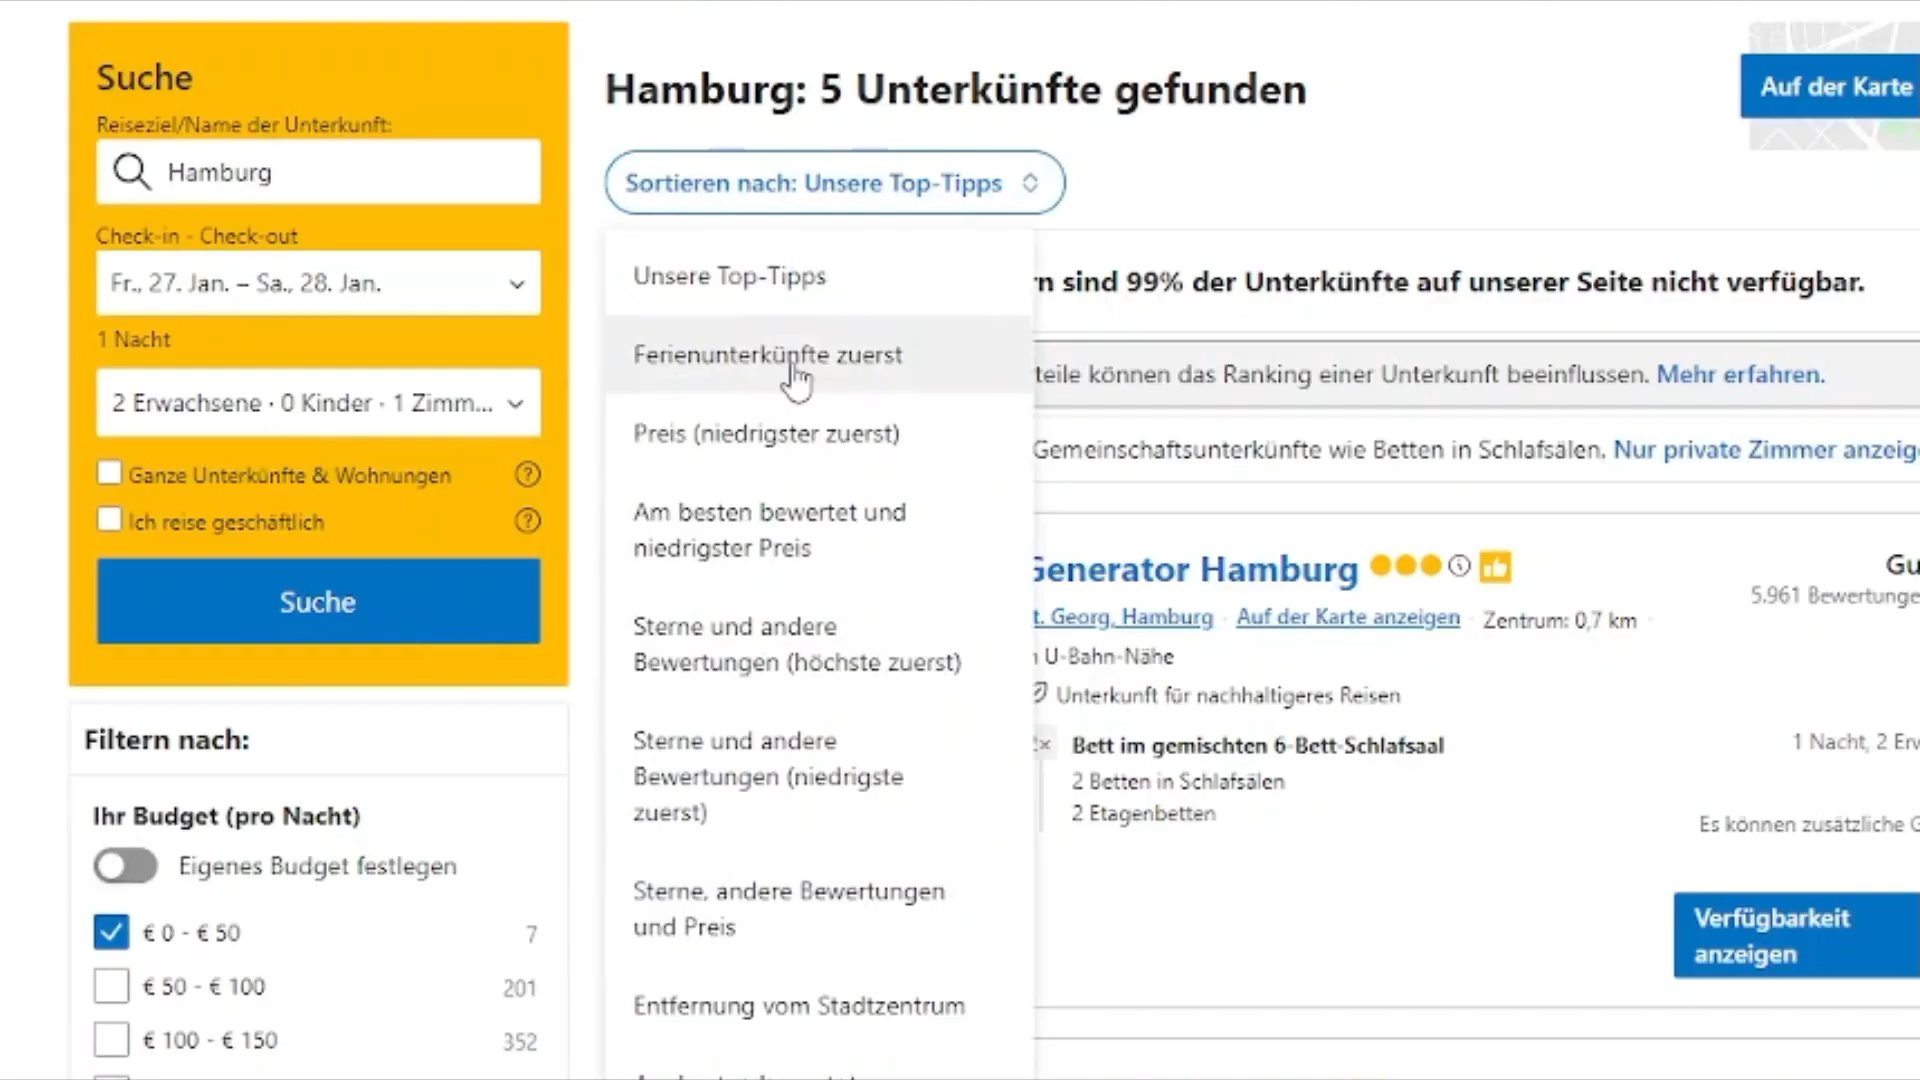 Suche
Reiseziel/Name der Unterkunft:
Hamburg
Check-in - Check-out
Fr., 27. Jan. – Sa., 28. Jan.
1 Nacht
2 Erwachsene · 0 Kinder · 1 Zimm...
Ganze Unterkünfte & Wohnungen
Ich reise geschäftlich
Suche
Filtern nach:
Ihr Budget (pro Nacht)
Eigenes Budget festlegen
€ 0 - € 50 7
€ 50 - € 100 201
€ 100 - € 150 352
Hamburg: 5 Unterkünfte gefunden
Auf der Karte
Sortieren nach: Unsere Top-Tipps
Unsere Top-Tipps
Ferienunterkünfte zuerst
Preis (niedrigster zuerst)
Am besten bewertet und
niedrigster Preis
Sterne und andere
Bewertungen (höchste zuerst)
Sterne und andere
Bewertungen (niedrigste
zuerst)
Sterne, andere Bewertungen
und Preis
Entfernung vom Stadtzentrum
sind 99% der Unterkünfte auf unserer Seite nicht verfügbar.
können das Ranking einer Unterkunft beeinflussen. Mehr erfahren.
Gemeinschaftsunterkünfte wie Betten in Schlafsälen. Nur private Zimmer anzeig
Generator Hamburg
t. Georg, Hamburg Auf der Karte anzeigen Zentrum: 0,7 km
U-Bahn-Nähe
Unterkunft für nachhaltigeres Reisen
Bett im gemischten 6-Bett-Schlafsaal
2 Betten in Schlafsälen
2 Etagenbetten
Gu
5.961 Bewertunge
1 Nacht, 2 Erw
Es können zusätzliche G
Verfügbarkeit
anzeigen